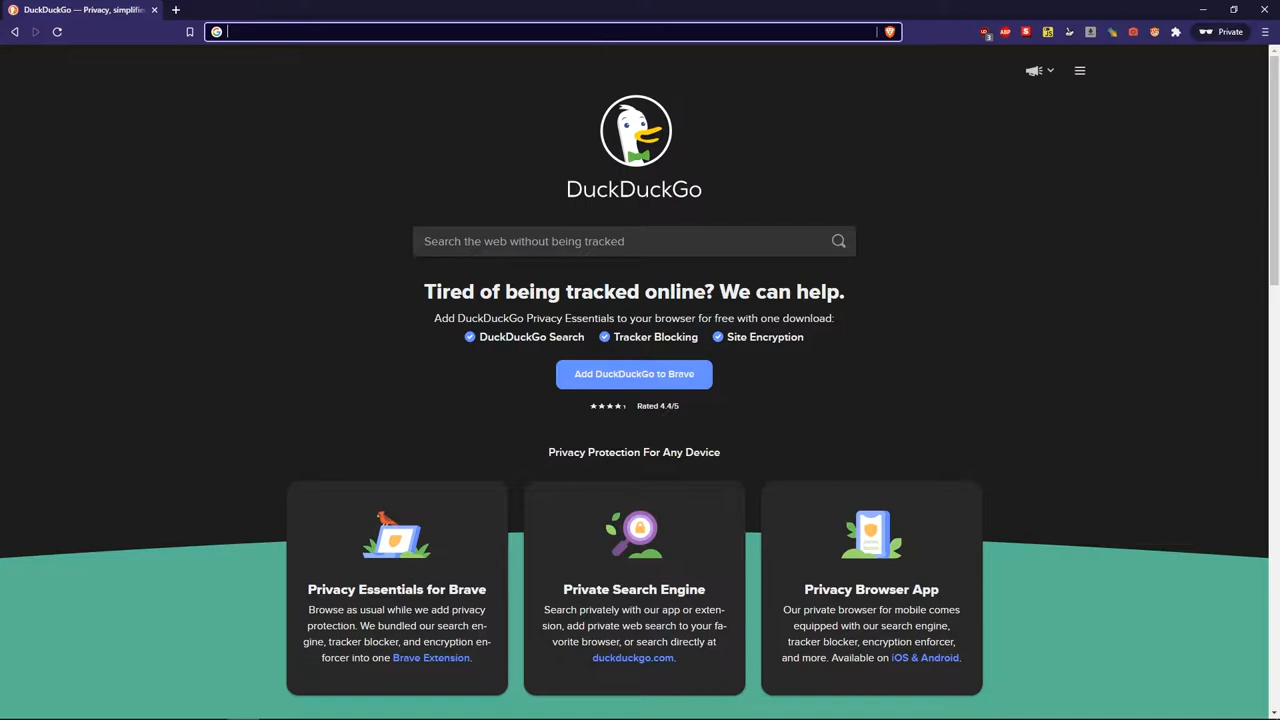 DuckDuckGo — Privacy, simplifie
Private
DuckDuckGo
Search the web without being tracked
Tired of being tracked online? We can help.
Add DuckDuckGo Privacy Essentials to your browser for free with one download:
DuckDuckGo Search Tracker Blocking Site Encryption
Add DuckDuckGo to Brave
Rated 4.4/5
Privacy Protection For Any Device
Privacy Essentials for Brave
Browse as usual while we add privacy
protection. We bundled our search en-
gine, tracker blocker, and encryption en-
forcer into one Brave Extension.
Private Search Engine
Search privately with our app or exten-
sion, add private web search to your fa-
vorite browser, or search directly at
duckduckgo.com.
Privacy Browser App
Our private browser for mobile comes
equipped with our search engine,
tracker blocker, encryption enforcer,
and more. Available on iOS & Android.